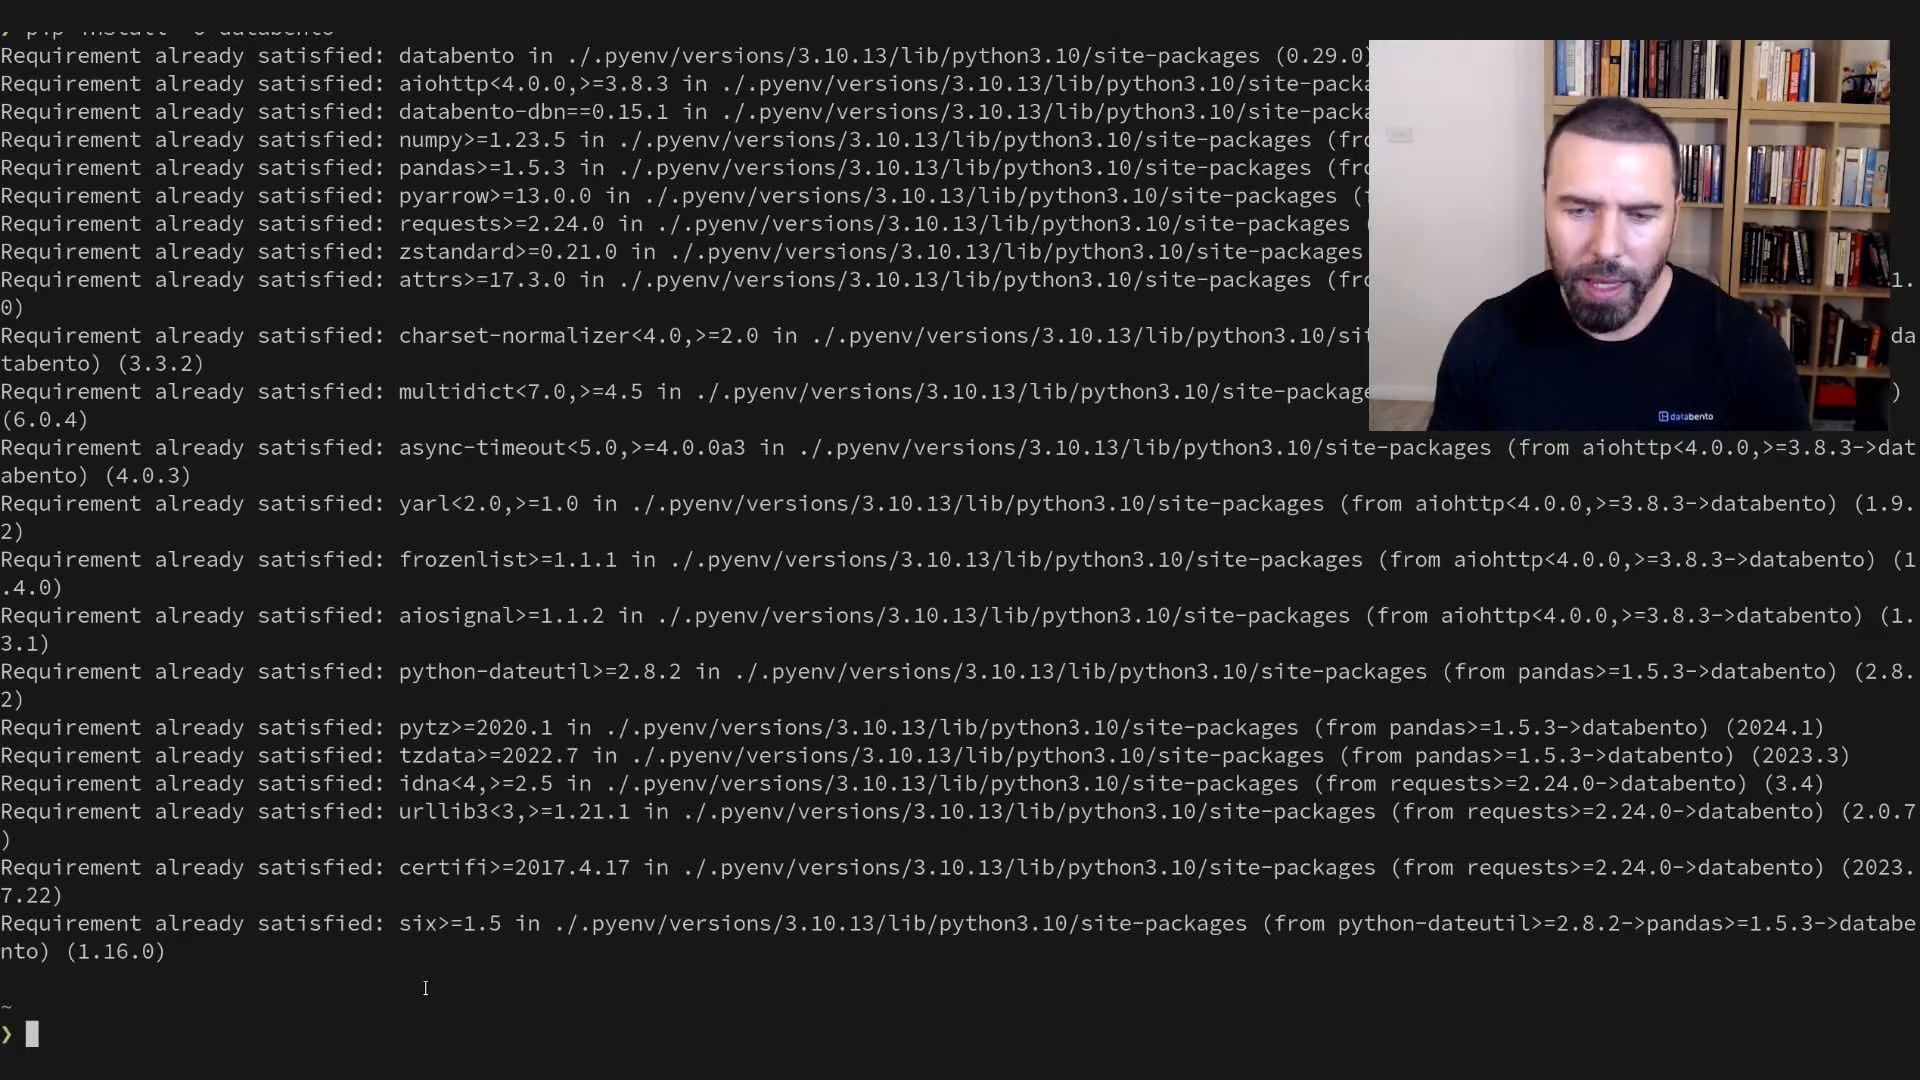 pip install -U databento
Requirement already satisfied: databento in ./.pyenv/versions/3.10.13/lib/python3.10/site-packages (0.29.0)
Requirement already satisfied: aiohttp<4.0.0,>=3.8.3 in ./.pyenv/versions/3.10.13/lib/python3.10/site-packa
Requirement already satisfied: databento-dbn==0.15.1 in ./.pyenv/versions/3.10.13/lib/python3.10/site-packa
Requirement already satisfied: numpy>=1.23.5 in ./.pyenv/versions/3.10.13/lib/python3.10/site-packages (fro
Requirement already satisfied: pandas>=1.5.3 in ./.pyenv/versions/3.10.13/lib/python3.10/site-packages (fro
Requirement already satisfied: pyarrow>=13.0.0 in ./.pyenv/versions/3.10.13/lib/python3.10/site-packages (
Requirement already satisfied: requests>=2.24.0 in ./.pyenv/versions/3.10.13/lib/python3.10/site-packages (
Requirement already satisfied: zstandard>=0.21.0 in ./.pyenv/versions/3.10.13/lib/python3.10/site-packages
Requirement already satisfied: attrs>=17.3.0 in ./.pyenv/versions/3.10.13/lib/python3.10/site-packages (fro 1.
0)
Requirement already satisfied: charset-normalizer<4.0,>=2.0 in ./.pyenv/versions/3.10.13/lib/python3.10/sit da
tabento) (3.3.2)
Requirement already satisfied: multidict<7.0,>=4.5 in ./.pyenv/versions/3.10.13/lib/python3.10/site-package )
(6.0.4)
databento
Requirement already satisfied: async-timeout<5.0,>=4.0.0a3 in ./.pyenv/versions/3.10.13/lib/python3.10/site-packages (from aiohttp<4.0.0,>=3.8.3->dat
abento) (4.0.3)
Requirement already satisfied: yarl<2.0,>=1.0 in ./.pyenv/versions/3.10.13/lib/python3.10/site-packages (from aiohttp<4.0.0,>=3.8.3->databento) (1.9.
2)
Requirement already satisfied: frozenlist>=1.1.1 in ./.pyenv/versions/3.10.13/lib/python3.10/site-packages (from aiohttp<4.0.0,>=3.8.3->databento) (1
.4.0)
Requirement already satisfied: aiosignal>=1.1.2 in ./.pyenv/versions/3.10.13/lib/python3.10/site-packages (from aiohttp<4.0.0,>=3.8.3->databento) (1.
3.1)
Requirement already satisfied: python-dateutil>=2.8.2 in ./.pyenv/versions/3.10.13/lib/python3.10/site-packages (from pandas>=1.5.3->databento) (2.8.
2)
Requirement already satisfied: pytz>=2020.1 in ./.pyenv/versions/3.10.13/lib/python3.10/site-packages (from pandas>=1.5.3->databento) (2024.1)
Requirement already satisfied: tzdata>=2022.7 in ./.pyenv/versions/3.10.13/lib/python3.10/site-packages (from pandas>=1.5.3->databento) (2023.3)
Requirement already satisfied: idna<4,>=2.5 in ./.pyenv/versions/3.10.13/lib/python3.10/site-packages (from requests>=2.24.0->databento) (3.4)
Requirement already satisfied: urllib3<3,>=1.21.1 in ./.pyenv/versions/3.10.13/lib/python3.10/site-packages (from requests>=2.24.0->databento) (2.0.7
)
Requirement already satisfied: certifi>=2017.4.17 in ./.pyenv/versions/3.10.13/lib/python3.10/site-packages (from requests>=2.24.0->databento) (2023.
7.22)
Requirement already satisfied: six>=1.5 in ./.pyenv/versions/3.10.13/lib/python3.10/site-packages (from python-dateutil>=2.8.2->pandas>=1.5.3->databe
nto) (1.16.0)
~
❯